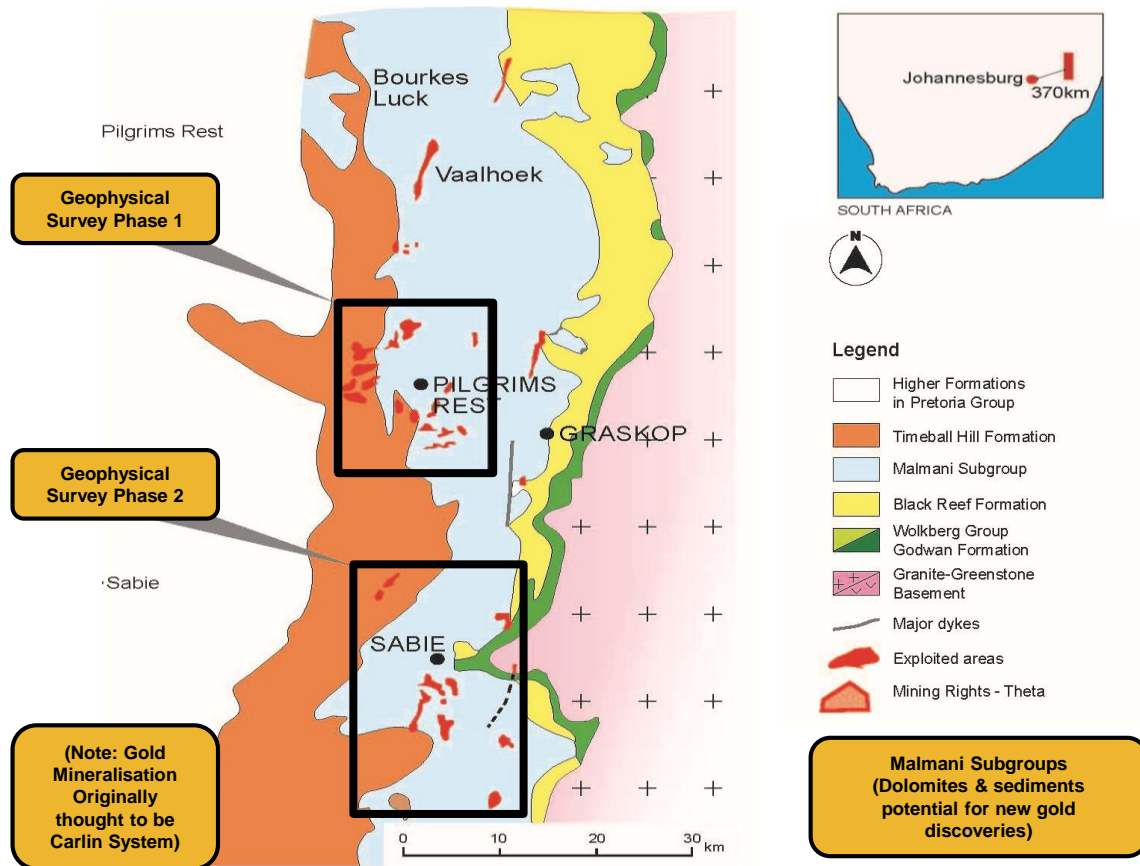 Bourkes
Luck
Pilgrims Rest
Vaalhoek
Geophysical
Survey Phase 1
PILGRIMS
REST
GRASKOP
Geophysical
Survey Phase 2
·Sabie
SABIE
(Note: Gold
Mineralisation
Originally
thought to be
Carlin System)
0 10 20 30
km
Johannesburg
370km
SOUTH AFRICA
N
Legend
Higher Formations
in Pretoria Group
Timeball Hill Formation
Malmani Subgroup
Black Reef Formation
Wolkberg Group
Godwan Formation
Granite-Greenstone
Basement
Major dykes
Exploited areas
Mining Rights - Theta
Malmani Subgroups
(Dolomites & sediments
potential for new gold
discoveries)